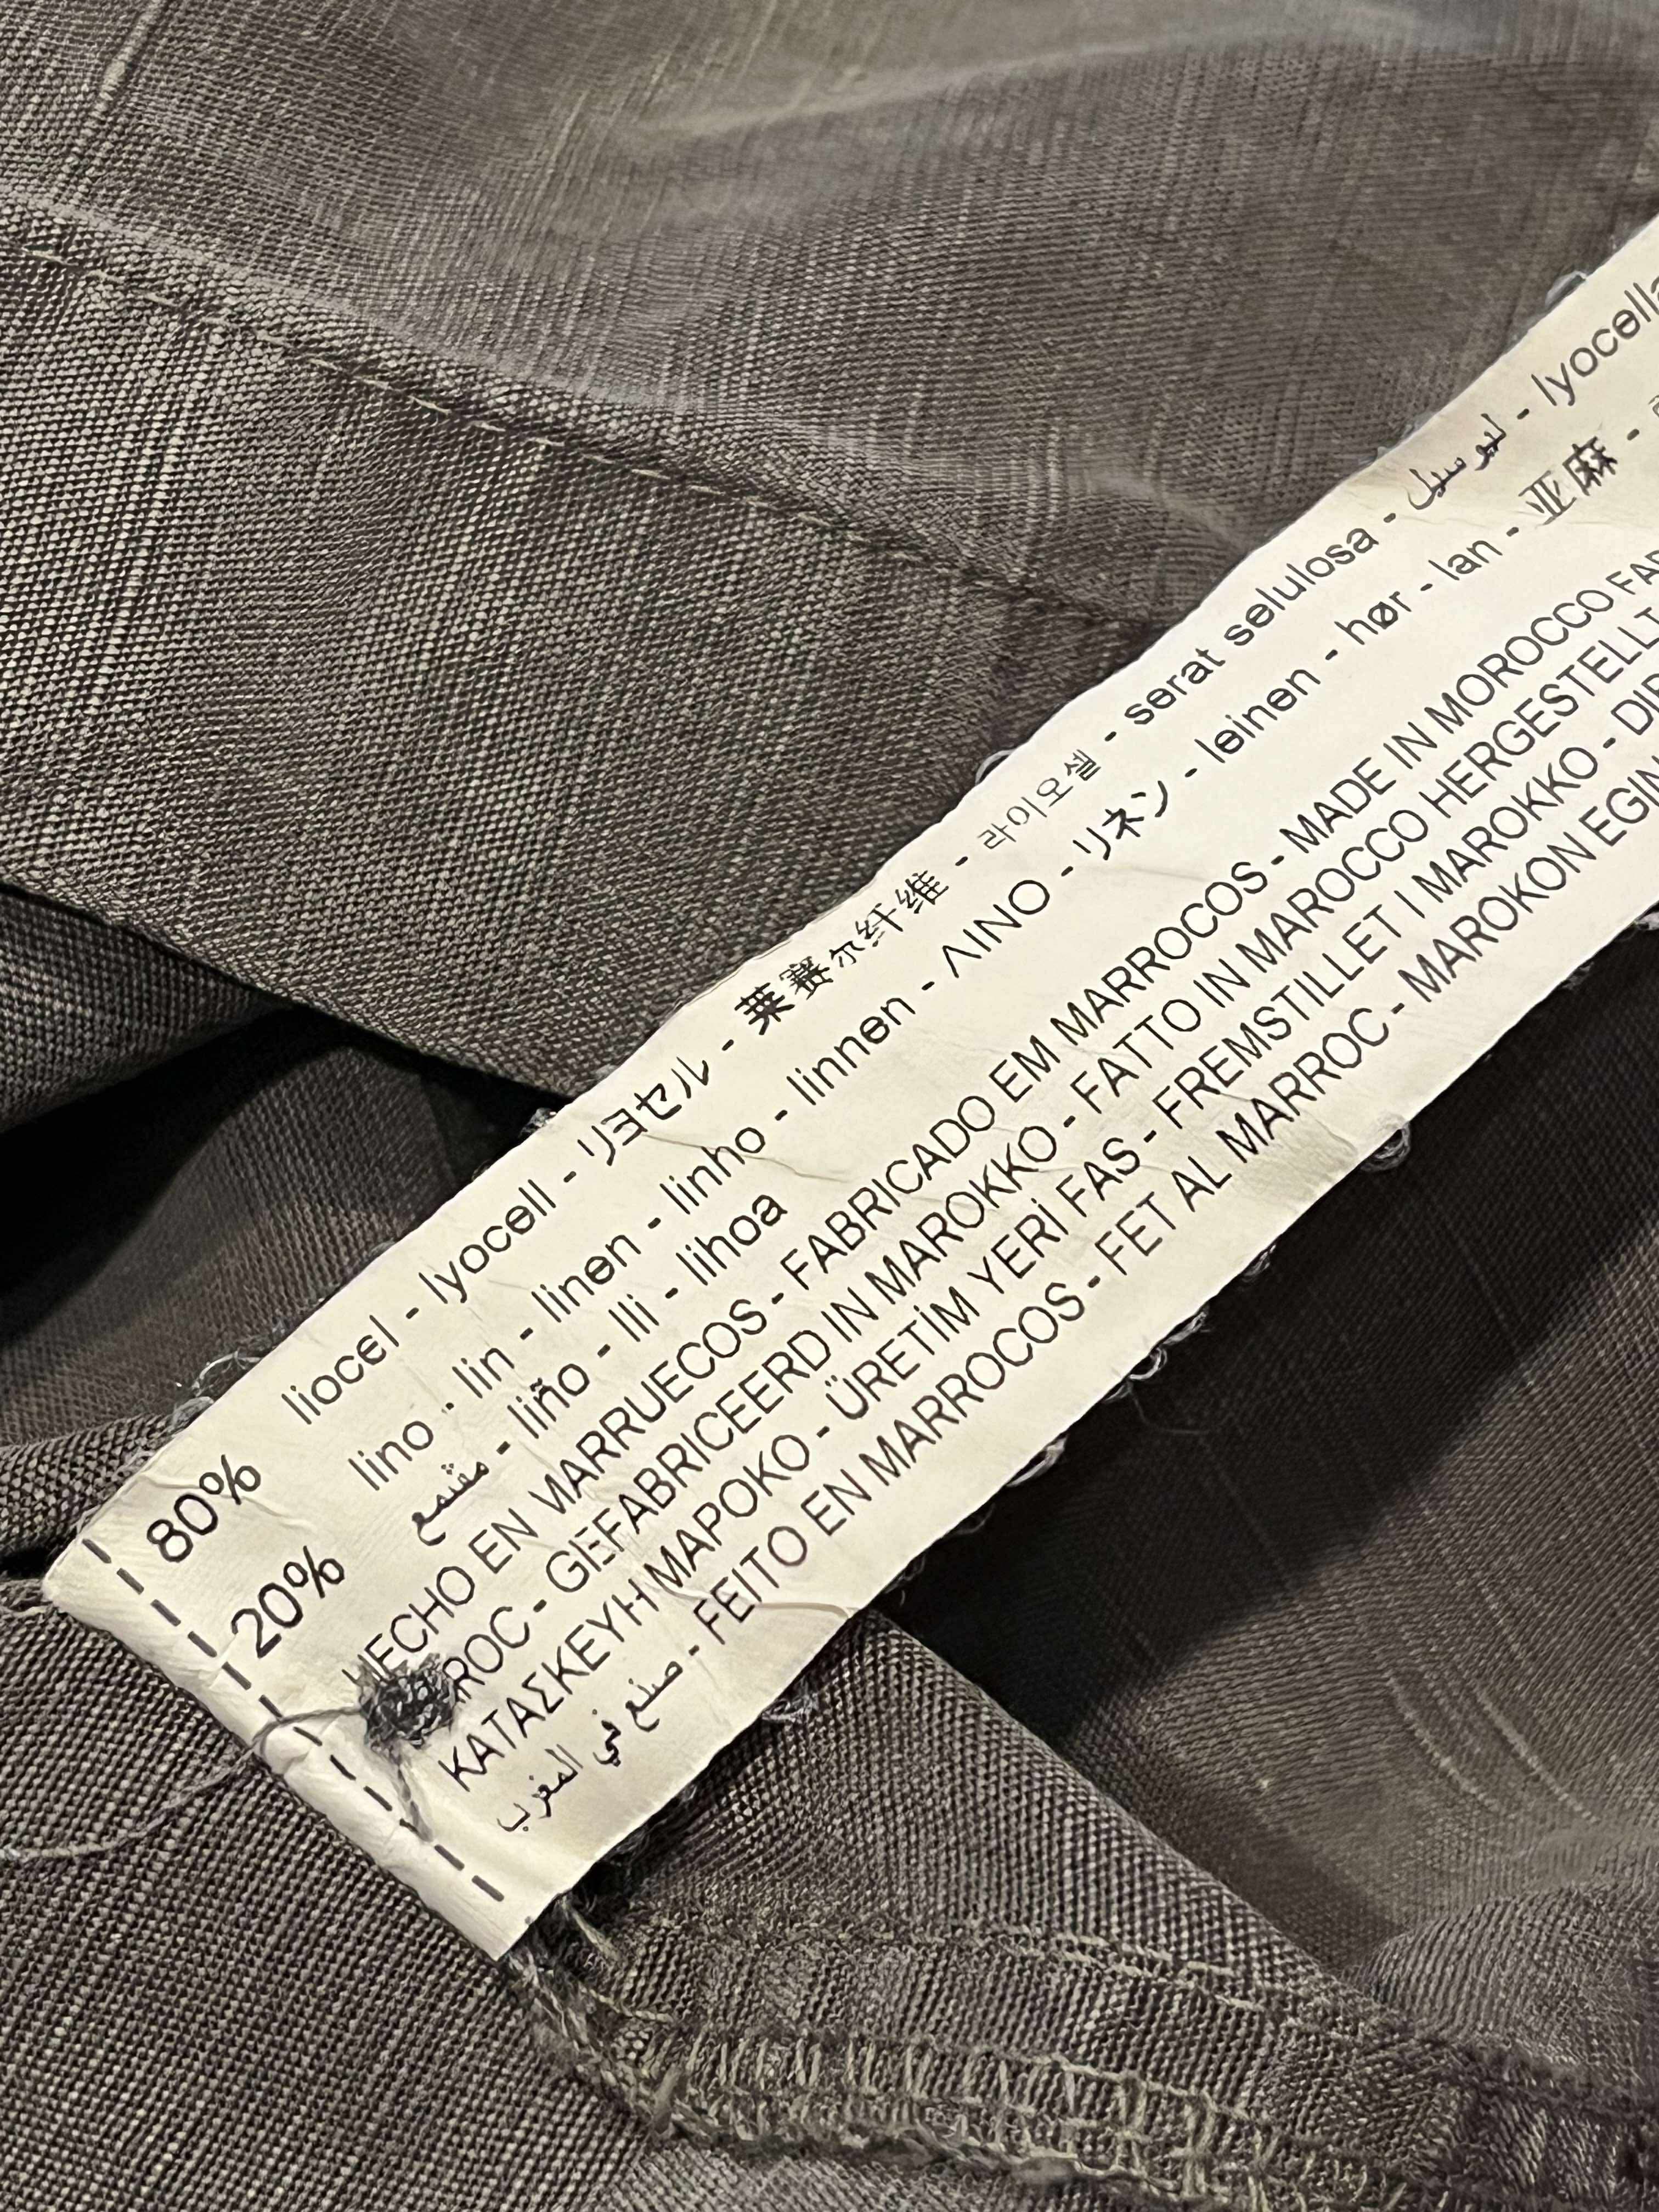 80% liocel - lyocell - リヨセル - 莱赛尔纤维 - 라이오셀 - serat selulosa - ليوسيل - lyocella
20% lino - lin - linen - linho - linnen - ΛΙΝΟ - リネン - leinen - hør - lan - 亚麻 -
مشمع - liño - lli - lihoa
HECHO EN MARRUECOS - FABRICADO EM MARROCOS - MADE IN MOROCCO
ROC - GEFABRICEERD IN MAROKKO - FATTO IN MAROCCO HERGESTELLT
ΚΑΤΑΣΚΕΥΗ ΜΑΡΟΚΟ - ÜRETİM YERİ FAS - FREMSTILLET I MAROKKO -
صنع في المغرب - FEITO EN MARROCOS - FET AL MARROC - MAROKON